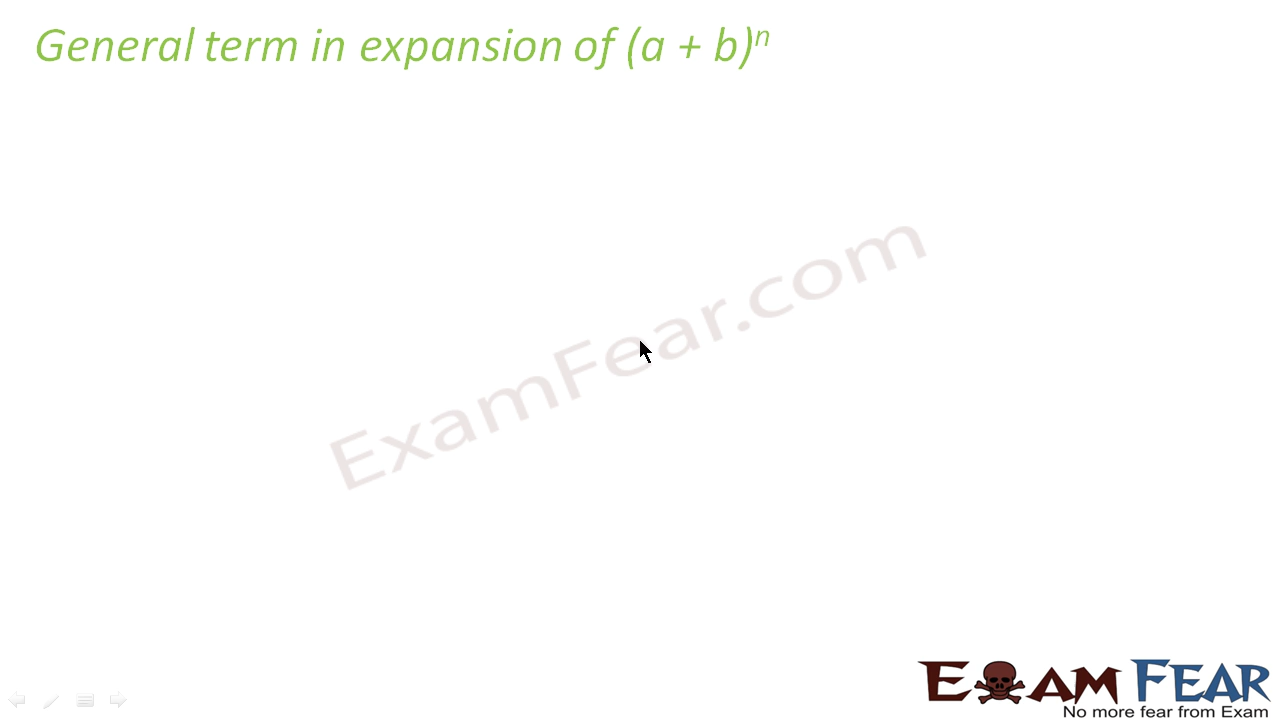 General term in expansion of (a + b)ⁿ
ExamFear.com
EXAM FEAR
No more fear from Exam